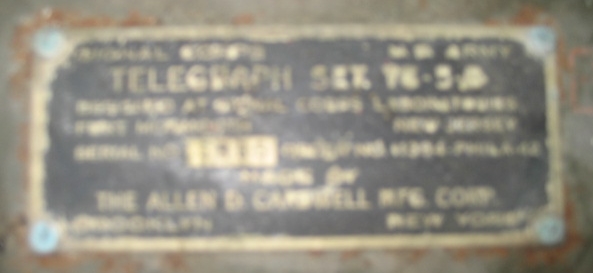 SIGNAL CORPS U.S. ARMY
TELEGRAPH SET TG-5-B
AT SIGNAL CORPS LABORATORIES
FORT MONMOUTH NEW JERSEY
SERIAL NO.
MADE BY
THE ALLEN D. CARDWELL MFG. CORP.
BROOKLYN, NEW YORK